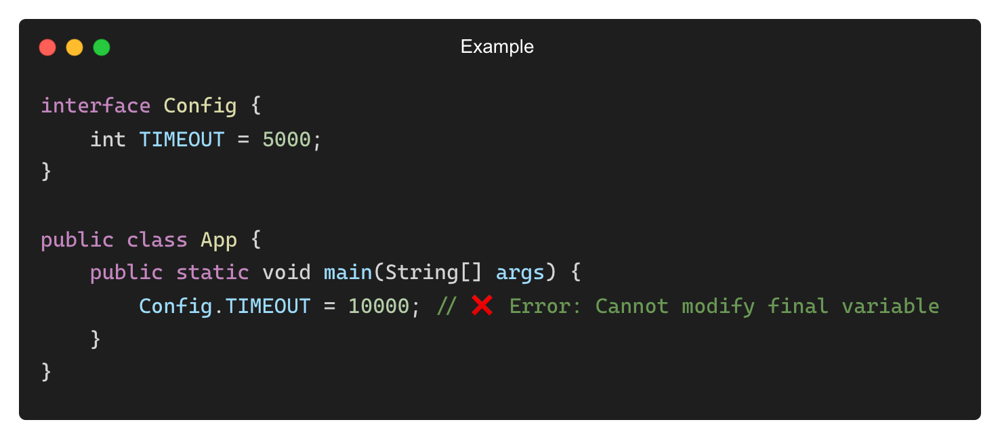 Example
interface Config {
    int TIMEOUT = 5000;
}
public class App {
    public static void main(String[] args) {
        Config.TIMEOUT = 10000; // ❌ Error: Cannot modify final variable
    }
}